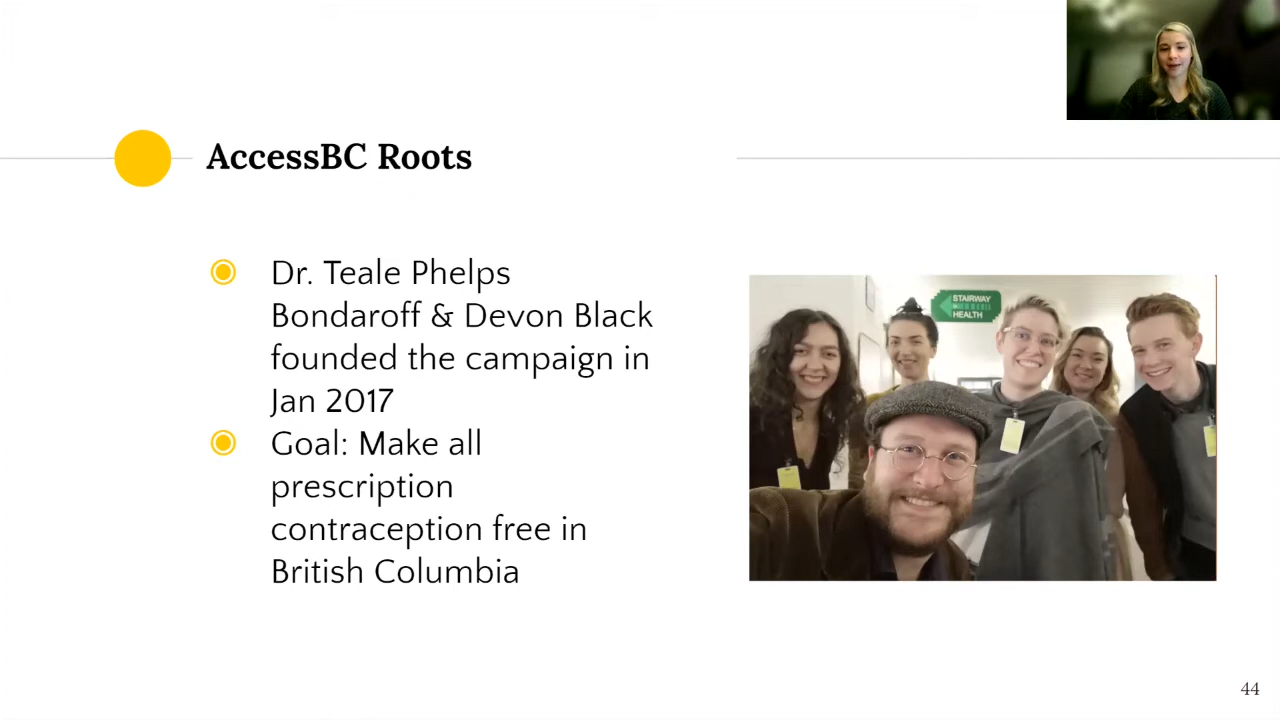 AccessBC Roots
Dr. Teale Phelps
Bondaroff & Devon Black
founded the campaign in
Jan 2017
Goal: Make all
prescription
contraception free in
British Columbia
STAIRWAY
HEALTH
44